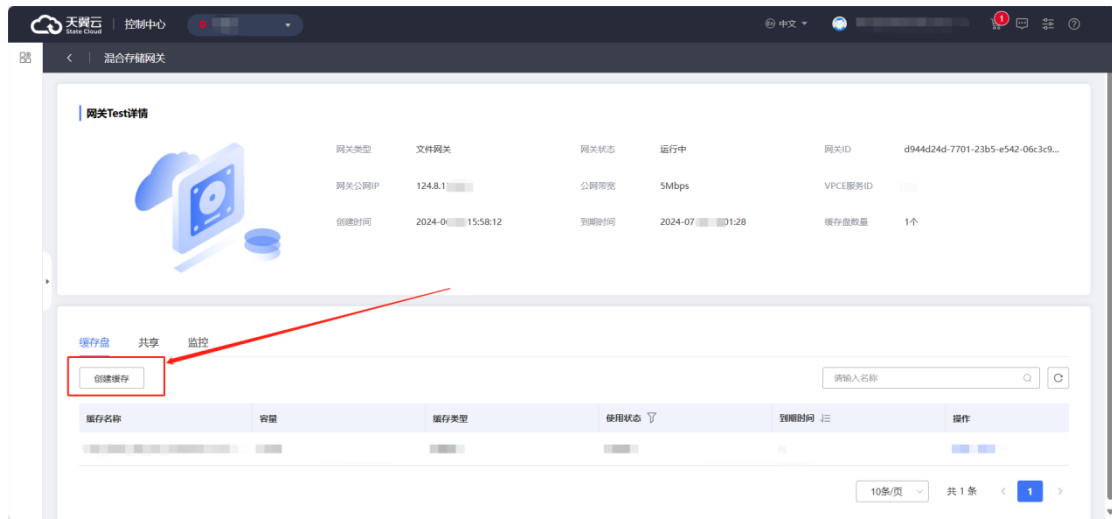 天翼云 State Cloud 控制中心 中文 1
混合存储网关
网关Test详情
网关类型 文件网关 网关状态 运行中 网关ID d944d24d-7701-23b5-e542-06c3c9...
网关公网IP 124.8.1 公网带宽 5Mbps VPCE服务ID
创建时间 2024-0 15:58:12 到期时间 2024-07 01:28 缓存盘数量 1个
缓存盘 共享 监控
创建缓存 请输入名称
缓存名称 容量 缓存类型 使用状态 到期时间 操作
10条/页 共 1 条 1